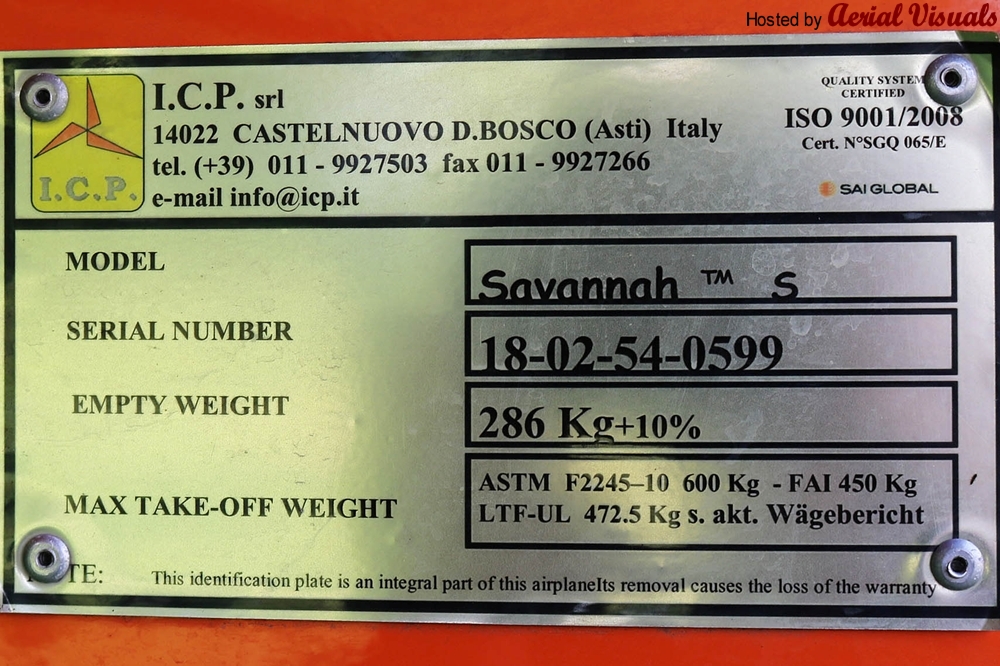 Hosted by Aerial Visuals
I.C.P. srl
14022 CASTELNUOVO D.BOSCO (Asti) Italy
tel. (+39) 011 - 9927503 fax 011 - 9927266
e-mail info@icp.it
I.C.P.
QUALITY SYSTEM
CERTIFIED
ISO 9001/2008
Cert. N°SGQ 065/E
SAI GLOBAL
MODEL
Savannah ™ S
SERIAL NUMBER
18-02-54-0599
EMPTY WEIGHT
286 Kg+10%
MAX TAKE-OFF WEIGHT
ASTM F2245–10 600 Kg - FAI 450 Kg
LTF-UL 472.5 Kg s. akt. Wägebericht
This identification plate is an integral part of this airplaneIts removal causes the loss of the warranty